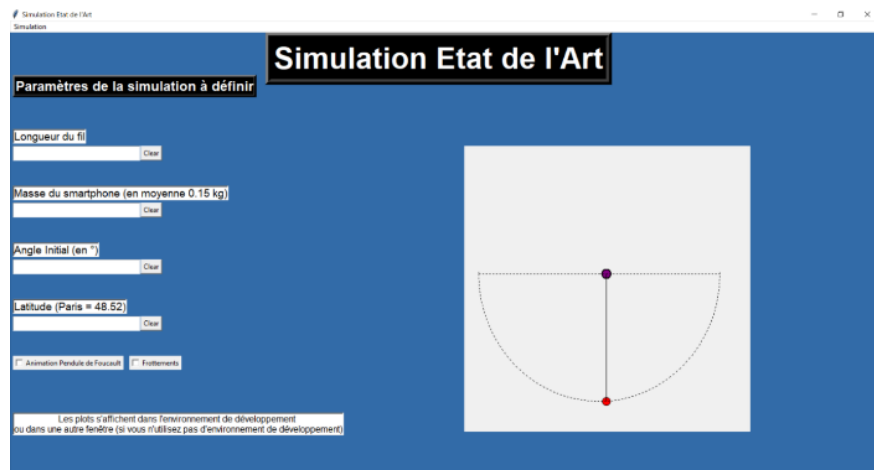 Simulation Etat de l'Art
Simulation
Simulation Etat de l'Art
Paramètres de la simulation à définir
Longueur du fil
Clear
Masse du smartphone (en moyenne 0.15 kg)
Clear
Angle Initial (en °)
Clear
Latitude (Paris = 48.52)
Clear
Animation Pendule de Foucault Frottements
Les plots s'affichent dans l'environnement de développement
ou dans une autre fenêtre (si vous n'utilisez pas d'environnement de développement)